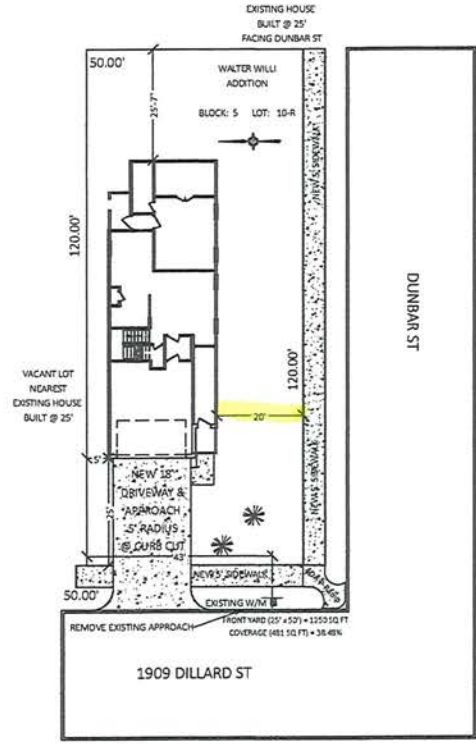 EXISTING HOUSE
BUILT @ 25'
FACING DUNBAR ST
50.00'
WALTER WILLI
ADDITION
BLOCK: 5 LOT: 10-R
25'-7"
NEW 5' SIDEWALK
120.00'
DUNBAR ST
VACANT LOT
NEAREST
EXISTING HOUSE
BUILT @ 25'
120.00'
20'
NEW 5' SIDEWALK
5'
NEW 18'
DRIVEWAY &
APPROACH
5' RADIUS
@ CURB CUT
25'
43'
NEW 5' SIDEWALK
50.00'
EXISTING W/M
REMOVE EXISTING APPROACH
FRONT YARD (25' x 50') = 1250 SQ FT
COVERAGE (481 SQ FT) = 38.48%
1909 DILLARD ST